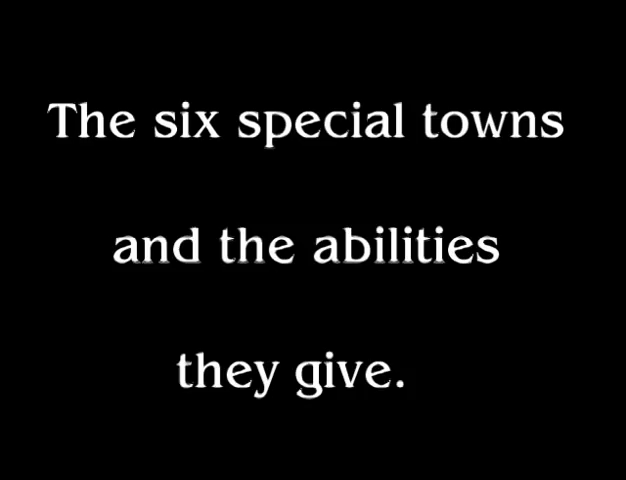 The six special towns
and the abilities
they give.